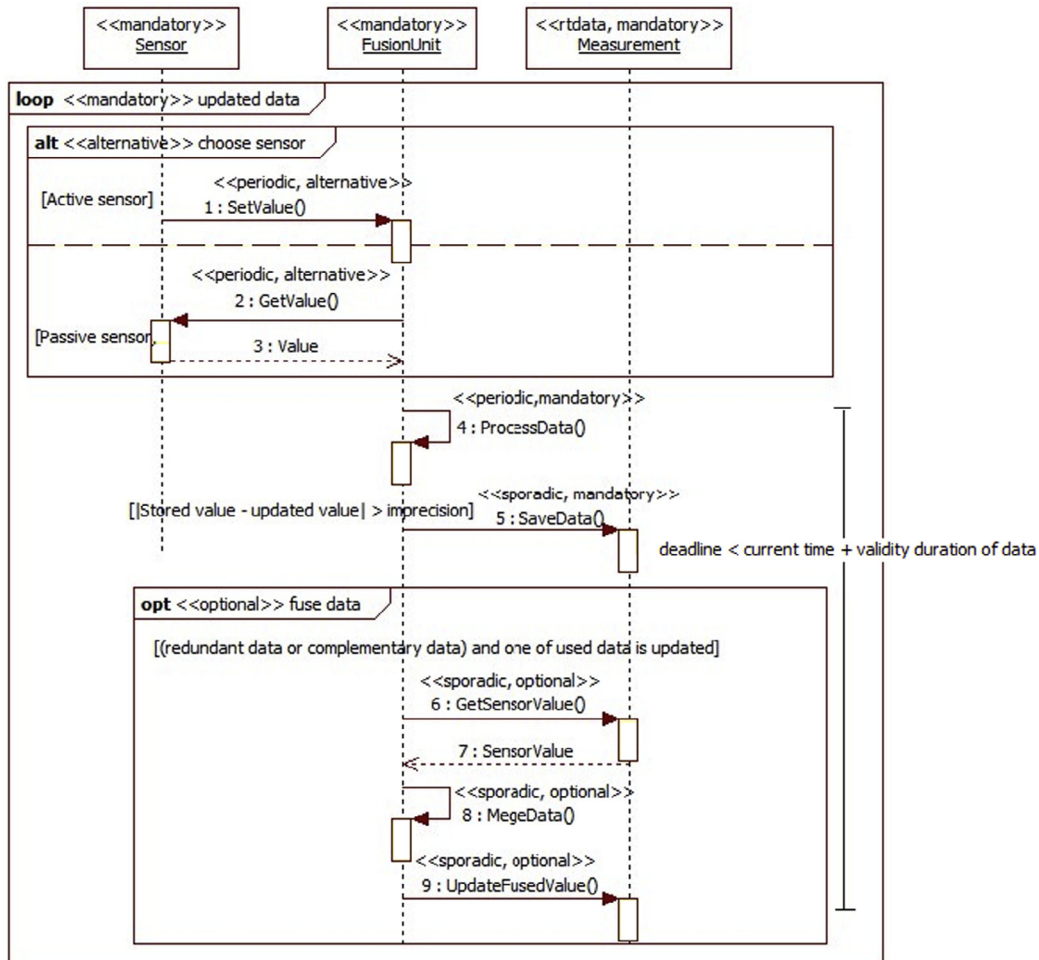 <<mandatory>>
Sensor
<<mandatory>>
FusionUnit
<<rtdata, mandatory>>
Measurement
loop <<mandatory>> updated data
alt <<alternative>> choose sensor
<<periodic, alternative>>
[Active sensor]
1 : SetValue()
<<periodic, alternative>>
2 : GetValue()
[Passive sensor
3 : Value
<<periodic,mandatory>>
4 : ProcessData()
<<sporadic, mandatory>>
[|Stored value - updated value| > imprecision]
5 : SaveData()
deadline < current time + validity duration of data
opt <<optional>> fuse data
[(redundant data or complementary data) and one of used data is updated]
<<sporadic, optional>>
6 : GetSensorValue()
7 : SensorValue
<<sporadic, optional>>
8 : MegeData()
<<sporadic, optional>>
9 : UpdateFusedValue()